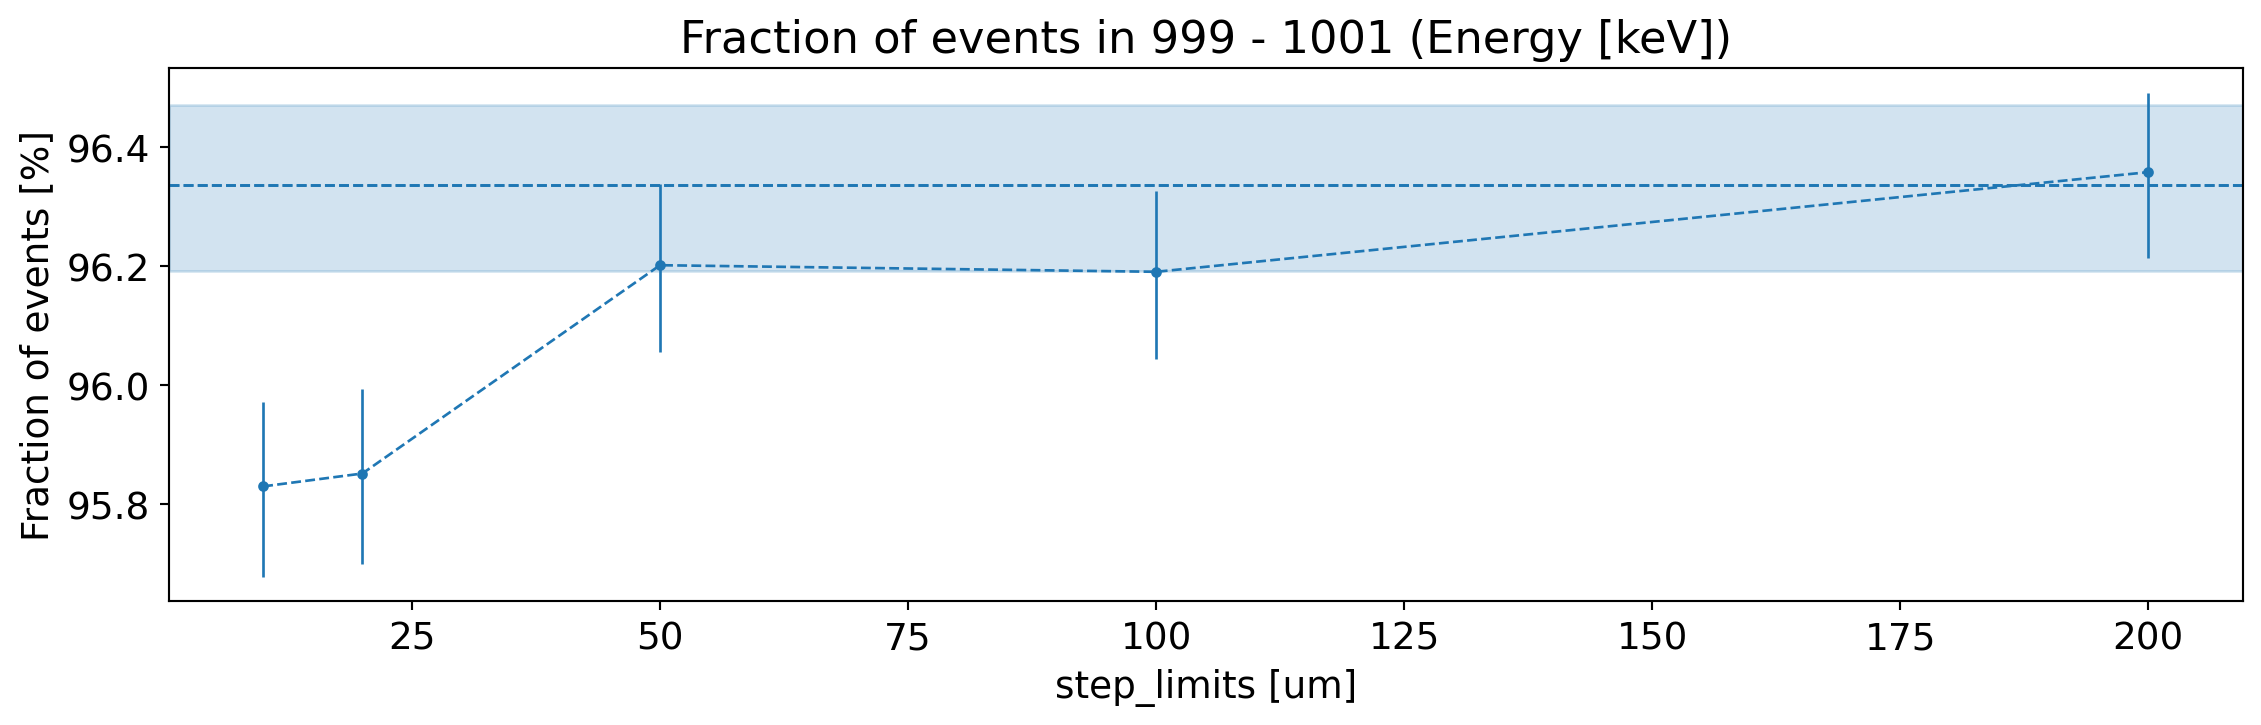 Fraction of events in 999 - 1001 (Energy [keV])
Fraction of events [%]
96.4
96.2
96.0
95.8
25 50 75 100 125 150 175 200
step_limits [um]